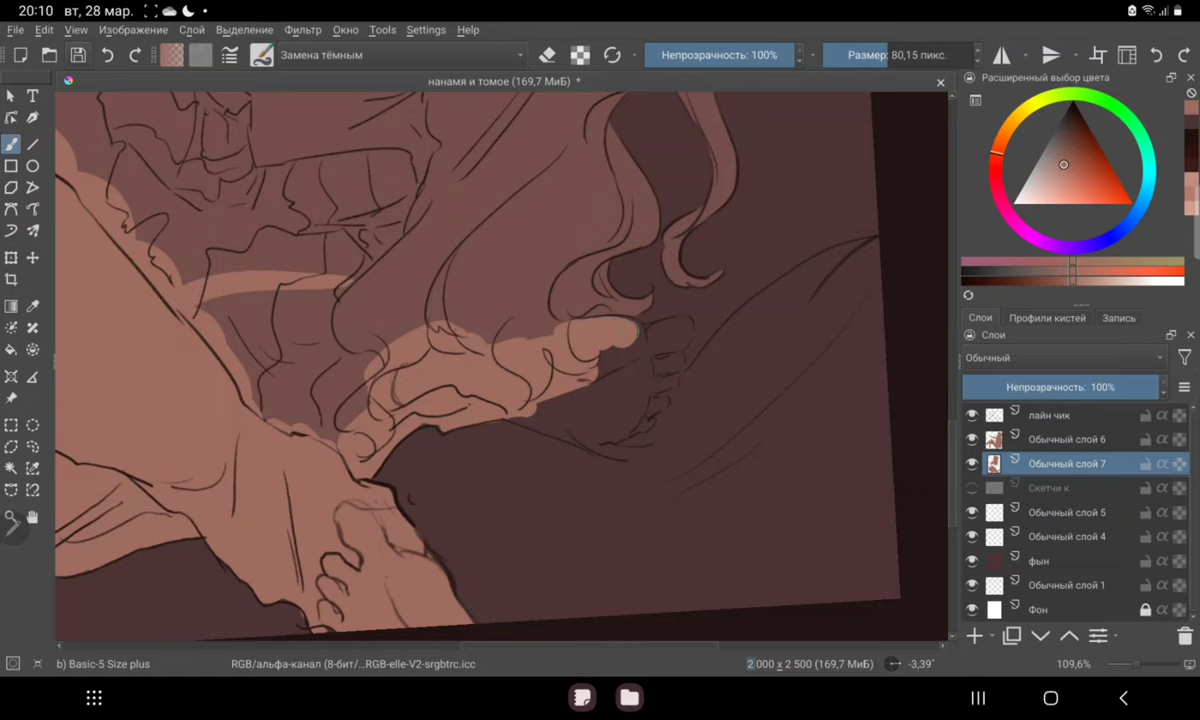 20:10 вт, 28 мар.
File Edit View Изображение Слой Выделение Фильтр Окно Tools Settings Help
Замена тёмным
Непрозрачность: 100%
Размер: 80,15 пикс.
нанамя и томое (169,7 МиБ) *
Расширенный выбор цвета
Слои Профили кистей Запись
Слои
Обычный
Непрозрачность: 100%
лайн чик
Обычный слой 6
Обычный слой 7
Скетчи к
Обычный слой 5
Обычный слой 4
фын
Обычный слой 1
Фон
b) Basic-5 Size plus
RGB/альфа-канал (8-бит/...RGB-elle-V2-srgbtrc.icc
2 000 x 2 500 (169,7 МиБ)
-3,39°
109,6%